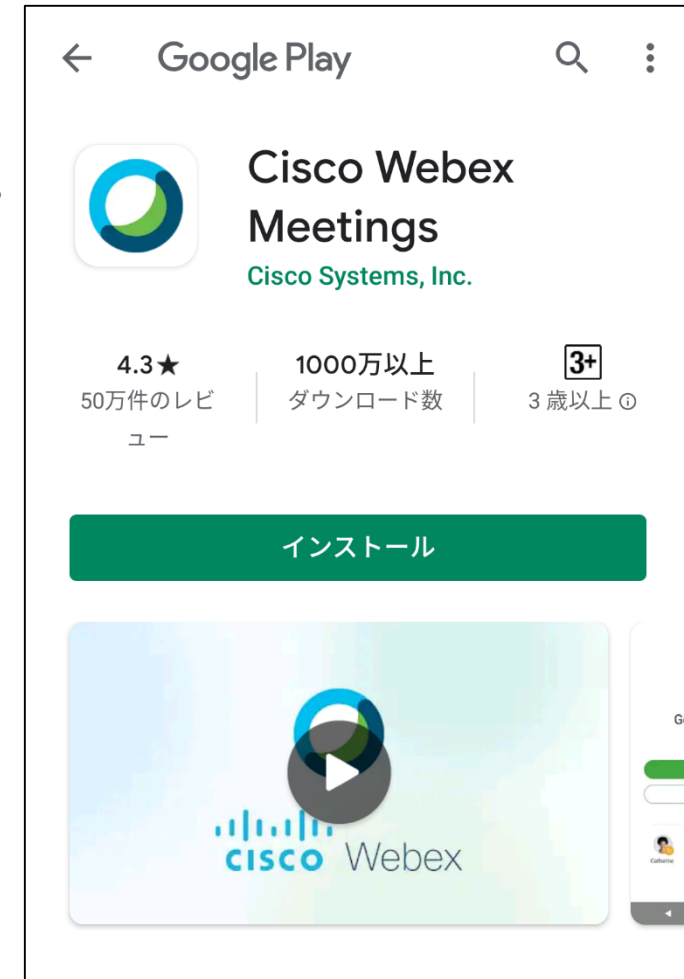 Google Play
Cisco Webex
Meetings
Cisco Systems, Inc.
4.3★
50万件のレビ
ュー
1000万以上
ダウンロード数
3+
3 歳以上
インストール
CISCO Webex
Catherine